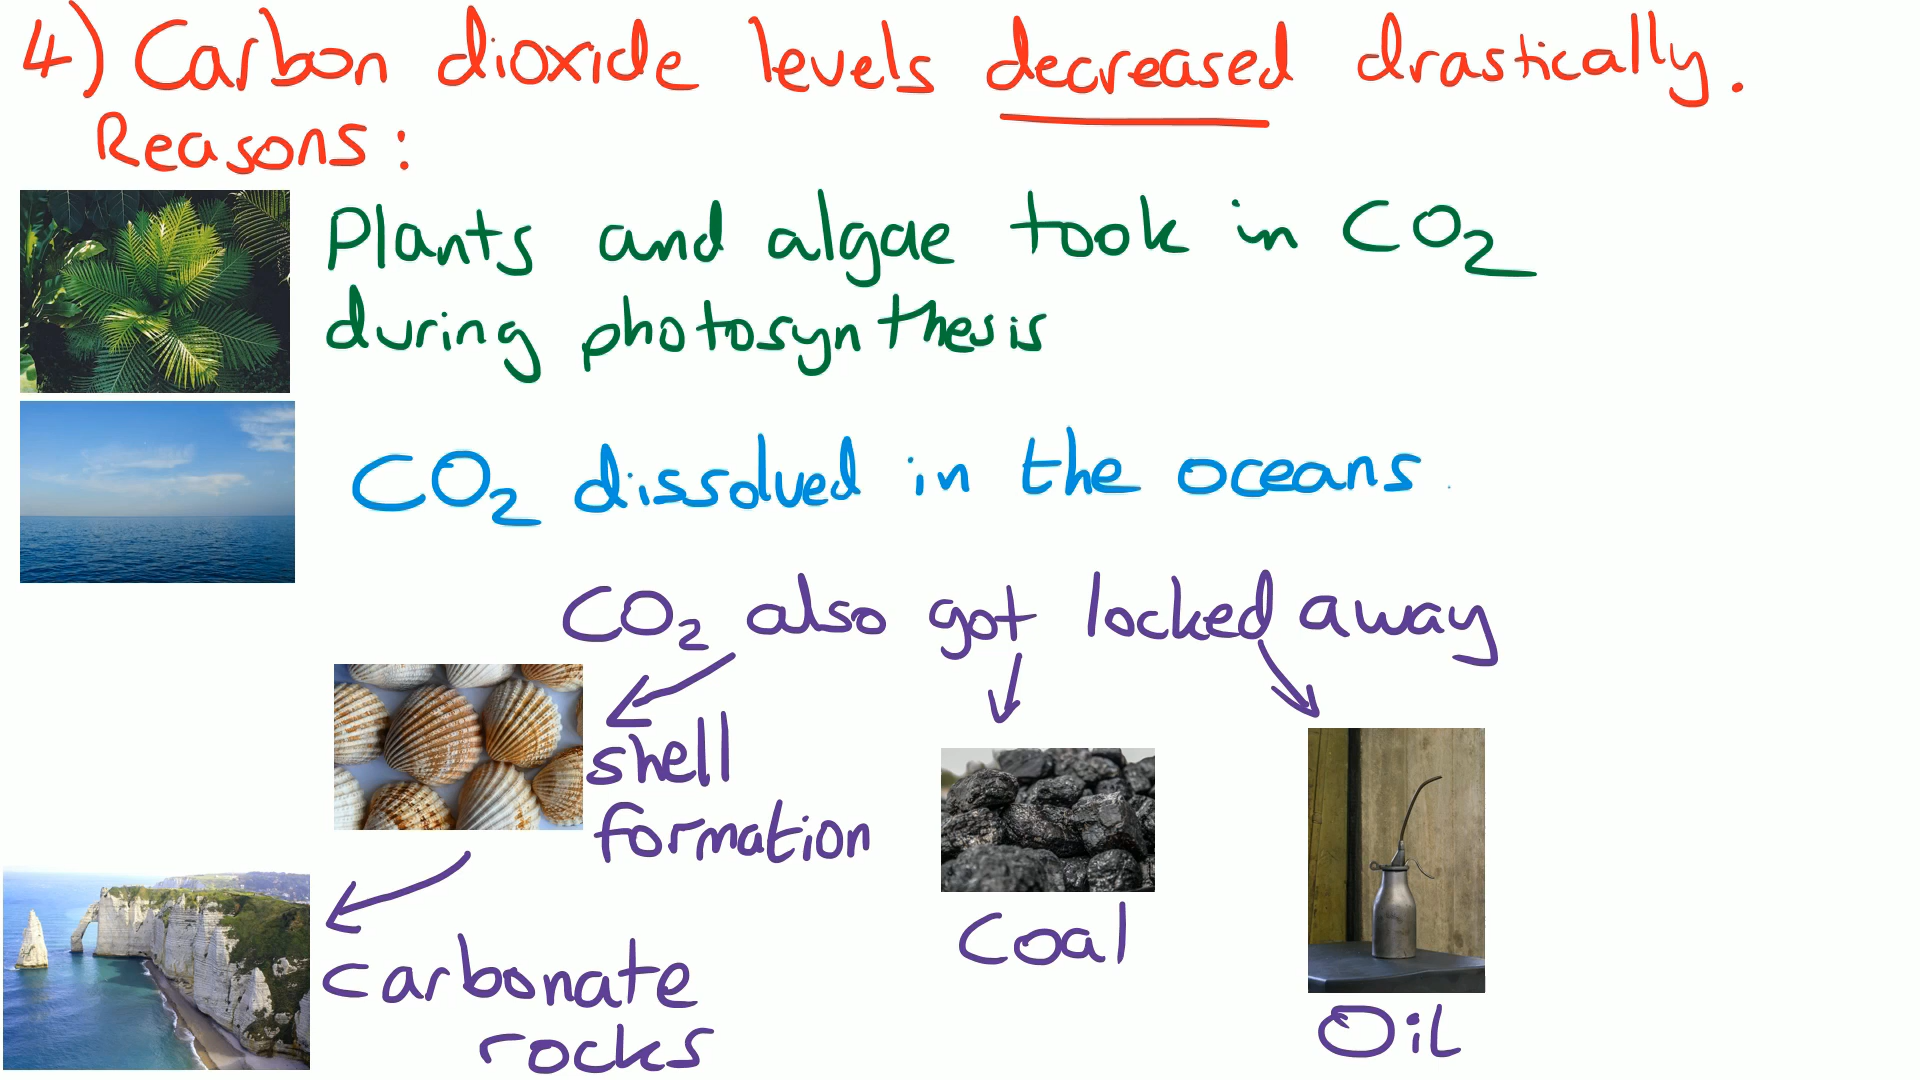 4) Carbon dioxide levels decreased drastically.
Reasons:
Plants and algae took in CO₂
during photosynthesis
CO₂ dissolved in the oceans.
CO₂ also got locked away
shell
formation
carbonate
rocks
Coal
Oil